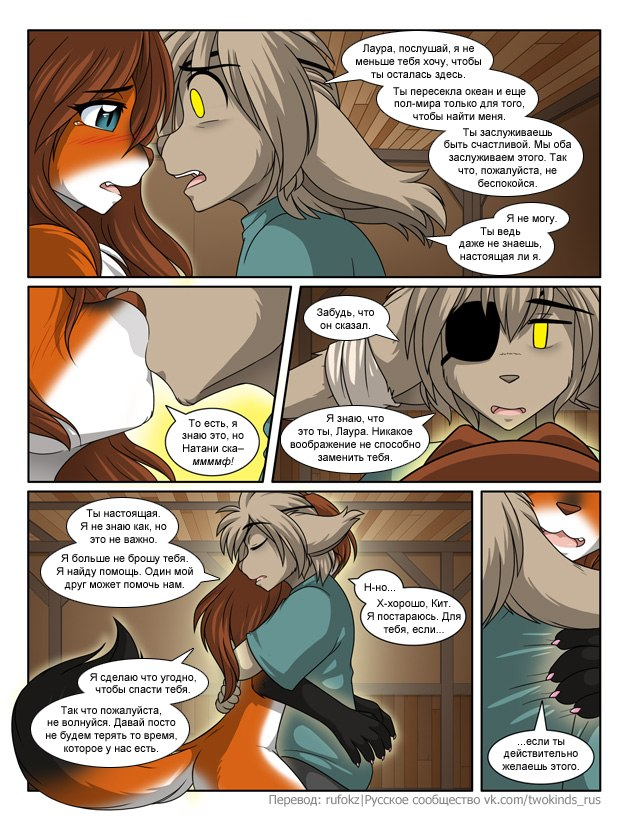 Лаура, послушай, я не
меньше тебя хочу, чтобы
ты осталась здесь.
Ты пересекла океан и еще
пол-мира только для того,
чтобы найти меня.
Ты заслуживаешь
быть счастливой. Мы оба
заслуживаем этого. Так
что, пожалуйста, не
беспокойся.
Я не могу.
Ты ведь
даже не знаешь,
настоящая ли я.
То есть, я
знаю это, но
Натани ска–
ммммф!
Забудь, что
он сказал.
Я знаю, что
это ты, Лаура. Никакое
воображение не способно
заменить тебя.
Ты настоящая.
Я не знаю как, но
это не важно.
Я больше не брошу тебя.
Я найду помощь. Один мой
друг может помочь нам.
Н-но...
Х-хорошо, Кит.
Я постараюсь. Для
тебя, если...
Я сделаю что угодно,
чтобы спасти тебя.
Так что пожалуйста,
не волнуйся. Давай посто
не будем терять то время,
которое у нас есть.
...если ты
действительно
желаешь этого.
Перевод: rufokz|Русское сообщество vk.com/twokinds_rus